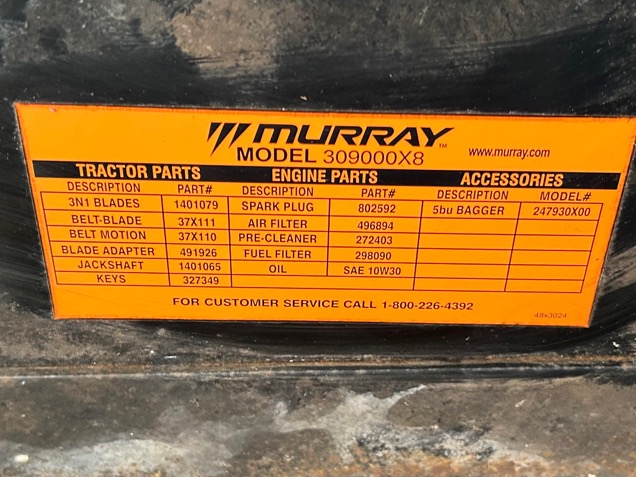 MURRAY™
MODEL 309000X8 www.murray.com
TRACTOR PARTS ENGINE PARTS ACCESSORIES
DESCRIPTION PART# DESCRIPTION PART# DESCRIPTION MODEL#
3N1 BLADES 1401079 SPARK PLUG 802592 5bu BAGGER 247930X00
BELT-BLADE 37X111 AIR FILTER 496894
BELT MOTION 37X110 PRE-CLEANER 272403
BLADE ADAPTER 491926 FUEL FILTER 298090
JACKSHAFT 1401065 OIL SAE 10W30
KEYS 327349
FOR CUSTOMER SERVICE CALL 1-800-226-4392
48x3024